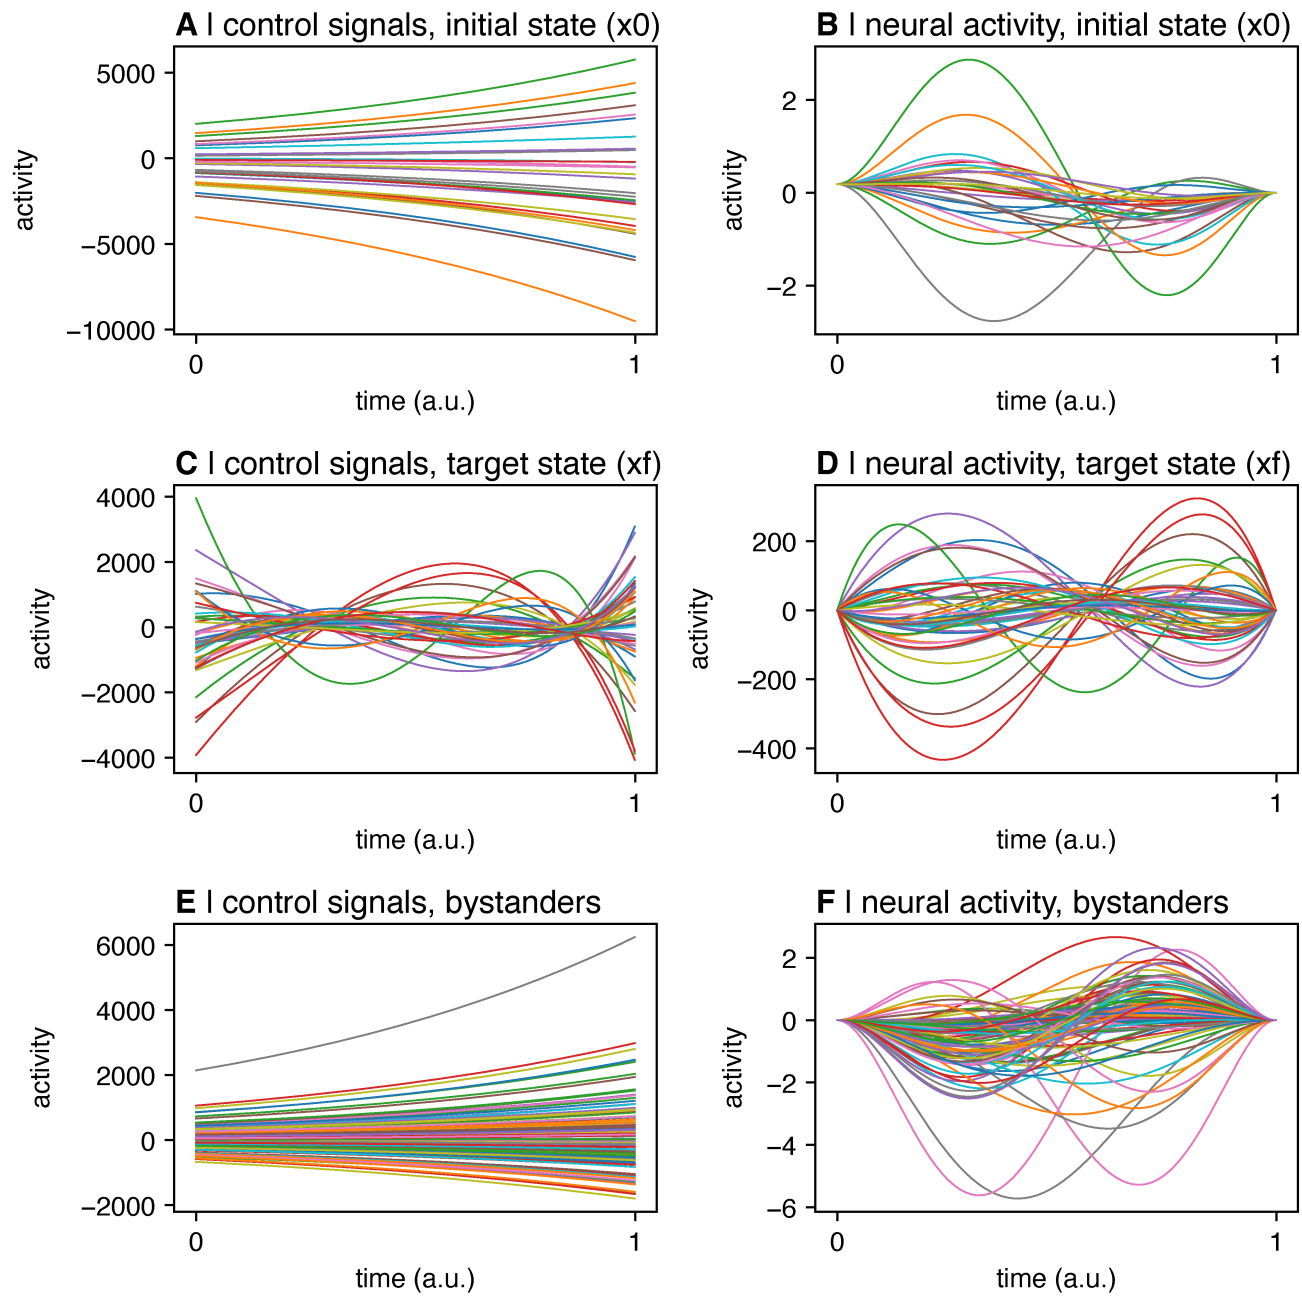 A | control signals, initial state (x0)
5000
0
−5000
−10000
activity
0
1
time (a.u.)
B | neural activity, initial state (x0)
2
0
−2
activity
0
1
time (a.u.)
C | control signals, target state (xf)
4000
2000
0
−2000
−4000
activity
0
1
time (a.u.)
D | neural activity, target state (xf)
200
0
−200
−400
activity
0
1
time (a.u.)
E | control signals, bystanders
6000
4000
2000
0
−2000
activity
0
1
time (a.u.)
F | neural activity, bystanders
2
0
−2
−4
−6
activity
0
1
time (a.u.)